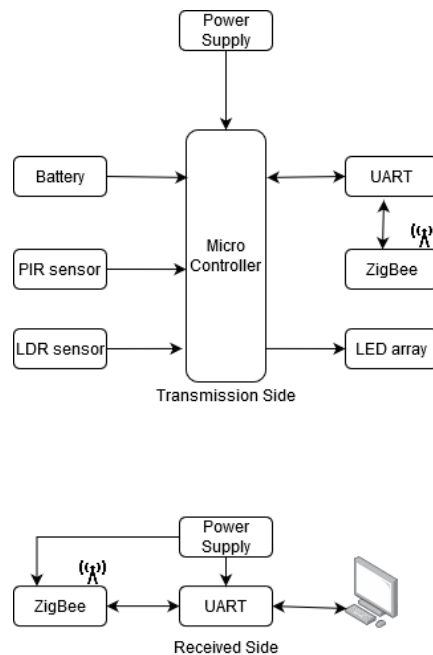 Power
Supply
Battery
UART
Micro
Controller
PIR sensor
ZigBee
LDR sensor
LED array
Transmission Side
Power
Supply
ZigBee
UART
Received Side